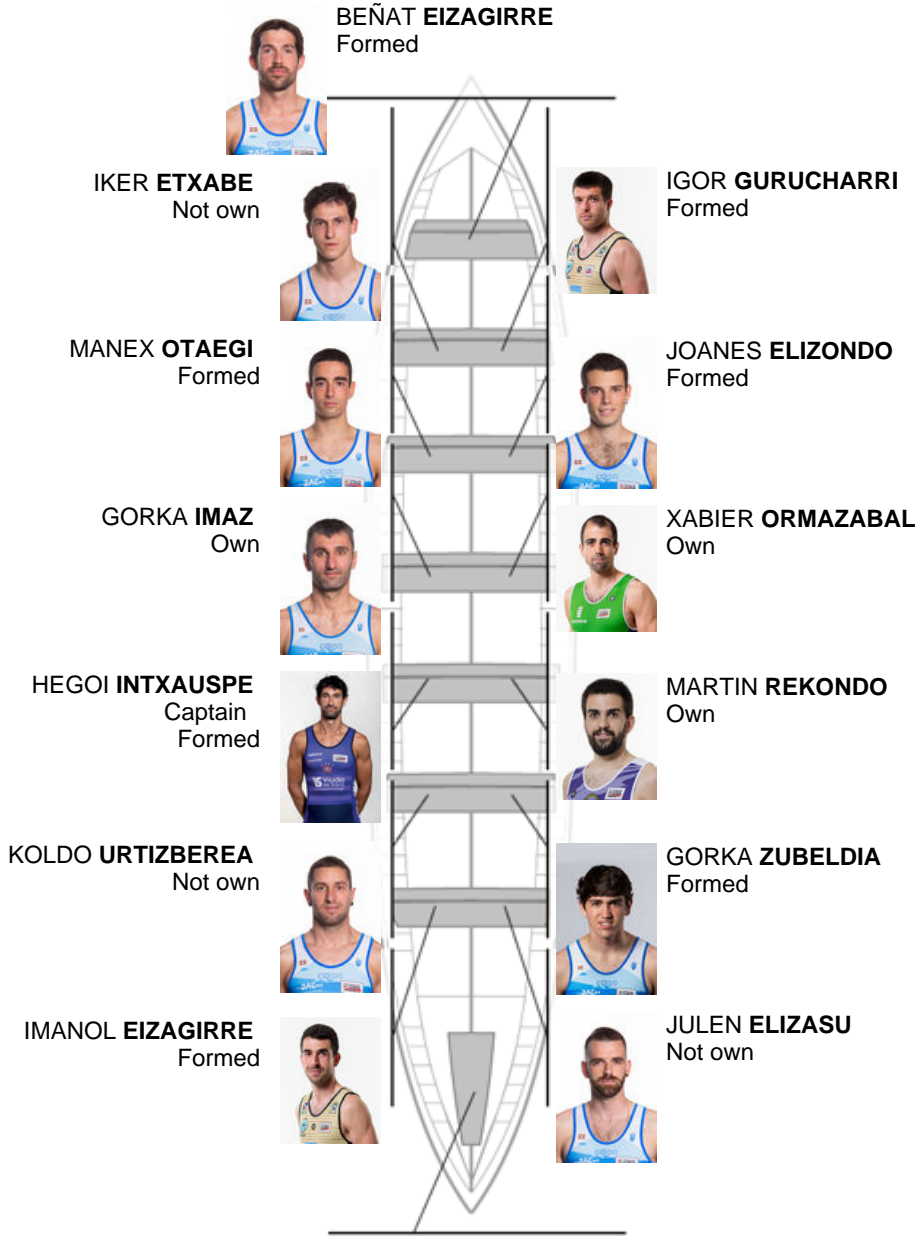 BEÑAT EIZAGIRRE
Formed
IKER ETXABE
Not own
IGOR GURUCHARRI
Formed
MANEX OTAEGI
Formed
JOANES ELIZONDO
Formed
GORKA IMAZ
Own
XABIER ORMAZABAL
Own
HEGOI INTXAUSPE
Captain
Formed
MARTIN REKONDO
Own
KOLDO URTIZBEREA
Not own
GORKA ZUBELDIA
Formed
IMANOL EIZAGIRRE
Formed
JULEN ELIZASU
Not own